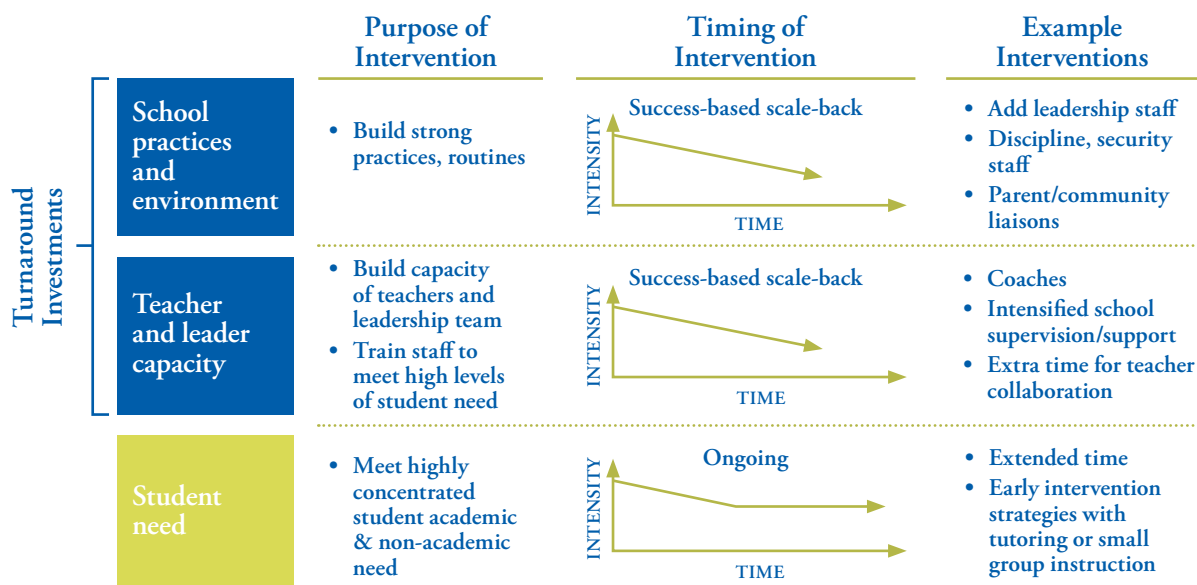 Purpose of
Intervention
Timing of
Intervention
Example
Interventions
Turnaround
Investments
School
practices and
environment
• Build strong
practices, routines
Success-based scale-back
INTENSITY
TIME
• Add leadership staff
• Discipline, security
staff
• Parent/community
liaisons
Teacher
and leader
capacity
• Build capacity
of teachers and
leadership team
• Train staff to
meet high levels
of student need
Success-based scale-back
INTENSITY
TIME
• Coaches
• Intensified school
supervision/support
• Extra time for teacher
collaboration
Student
need
• Meet highly
concentrated
student academic
& non-academic
need
Ongoing
INTENSITY
TIME
• Extended time
• Early intervention
strategies with
tutoring or small
group instruction